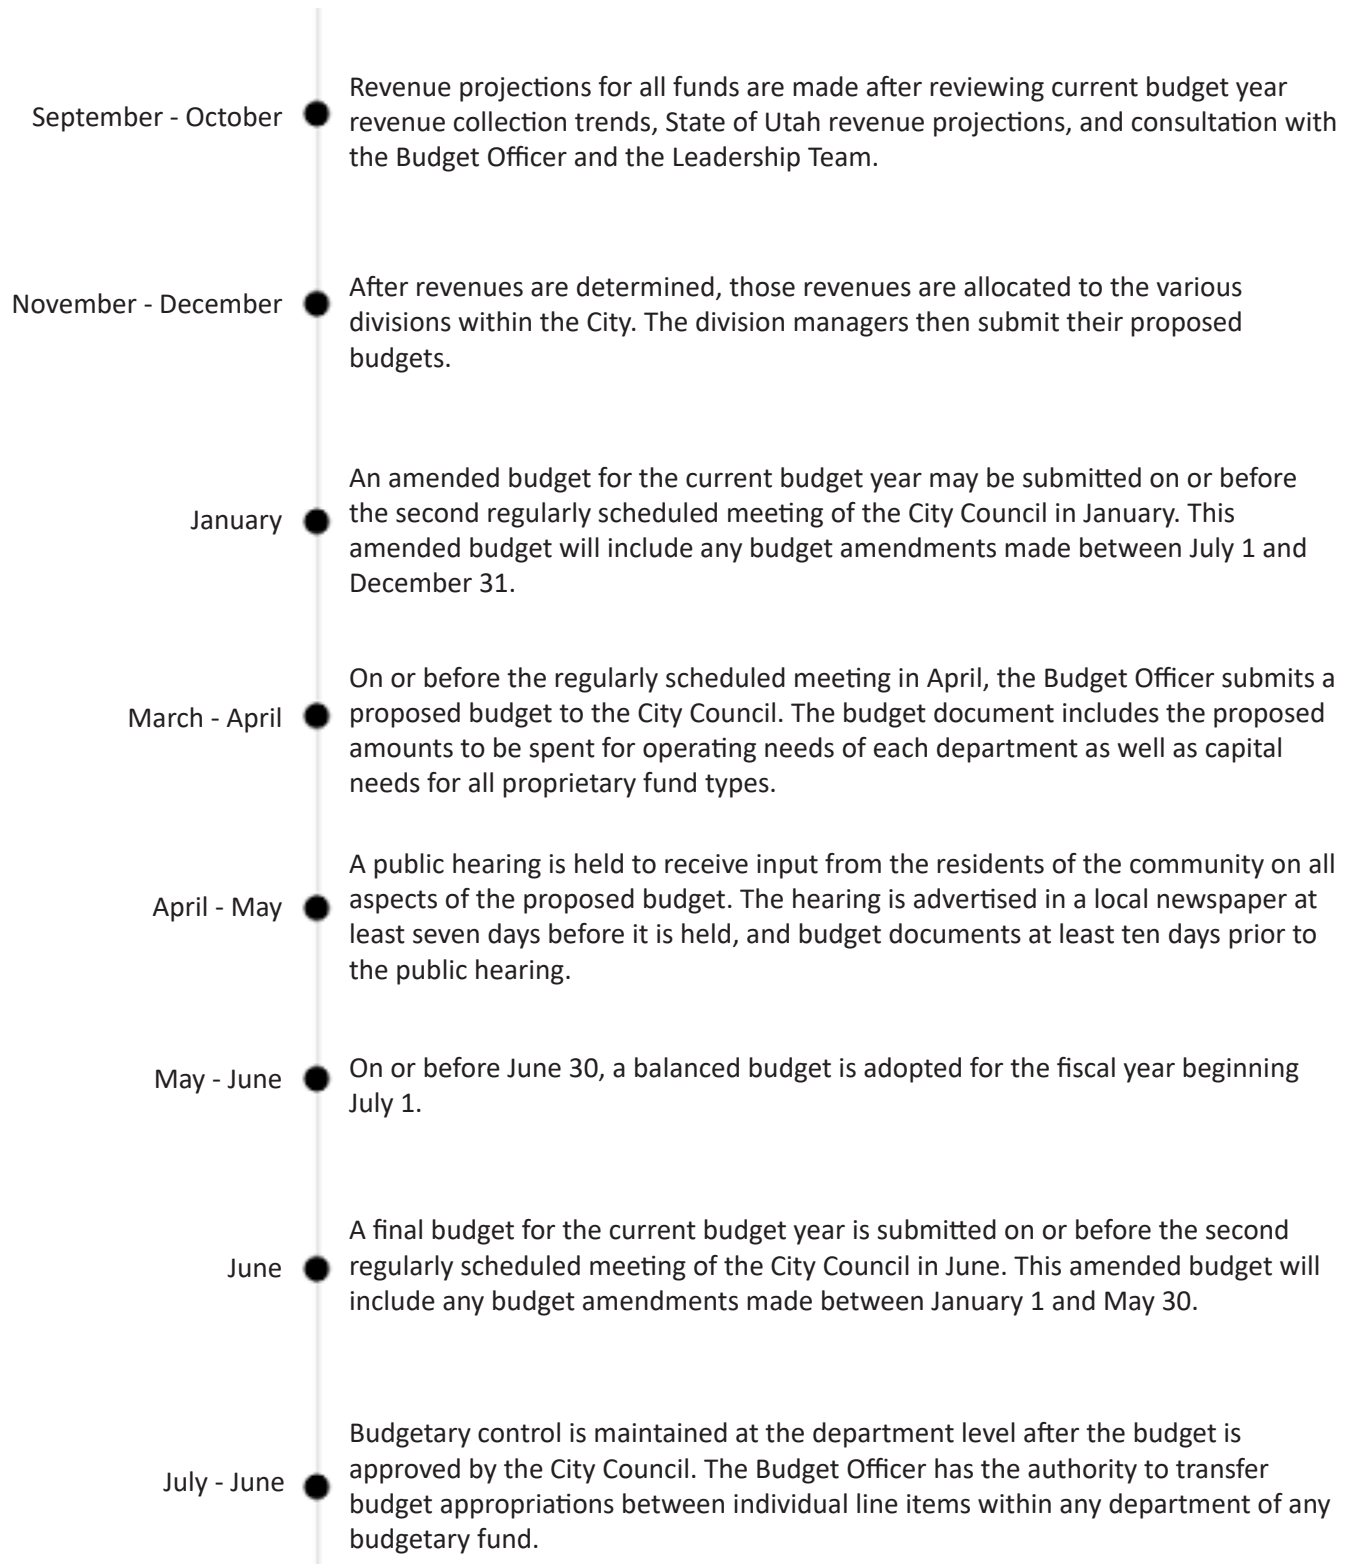 September - October
Revenue projections for all funds are made after reviewing current budget year
revenue collection trends, State of Utah revenue projections, and consultation with
the Budget Officer and the Leadership Team.
November - December
After revenues are determined, those revenues are allocated to the various
divisions within the City. The division managers then submit their proposed
budgets.
January
An amended budget for the current budget year may be submitted on or before
the second regularly scheduled meeting of the City Council in January. This
amended budget will include any budget amendments made between July 1 and
December 31.
March - April
On or before the regularly scheduled meeting in April, the Budget Officer submits a
proposed budget to the City Council. The budget document includes the proposed
amounts to be spent for operating needs of each department as well as capital
needs for all proprietary fund types.
April - May
A public hearing is held to receive input from the residents of the community on all
aspects of the proposed budget. The hearing is advertised in a local newspaper at
least seven days before it is held, and budget documents at least ten days prior to
the public hearing.
May - June
On or before June 30, a balanced budget is adopted for the fiscal year beginning
July 1.
June
A final budget for the current budget year is submitted on or before the second
regularly scheduled meeting of the City Council in June. This amended budget will
include any budget amendments made between January 1 and May 30.
July - June
Budgetary control is maintained at the department level after the budget is
approved by the City Council. The Budget Officer has the authority to transfer
budget appropriations between individual line items within any department of any
budgetary fund.